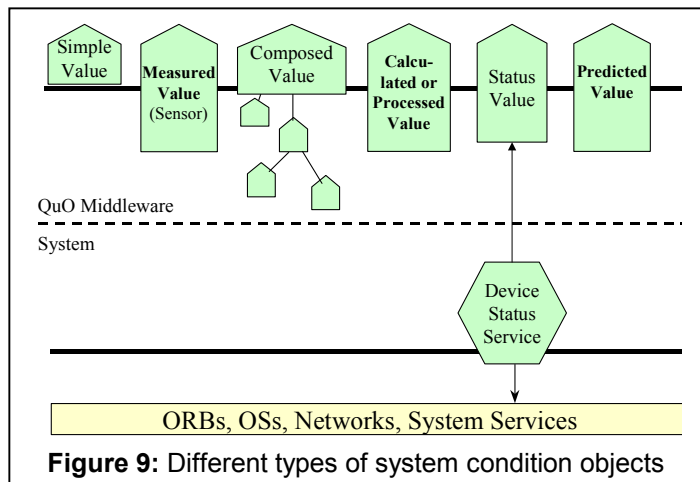 Simple
Value
Measured
Value
(Sensor)
Composed
Value
Calcu-
lated or
Processed
Value
Status
Value
Predicted
Value
QuO Middleware
System
Device
Status
Service
ORBs, OSs, Networks, System Services
Figure 9: Different types of system condition objects